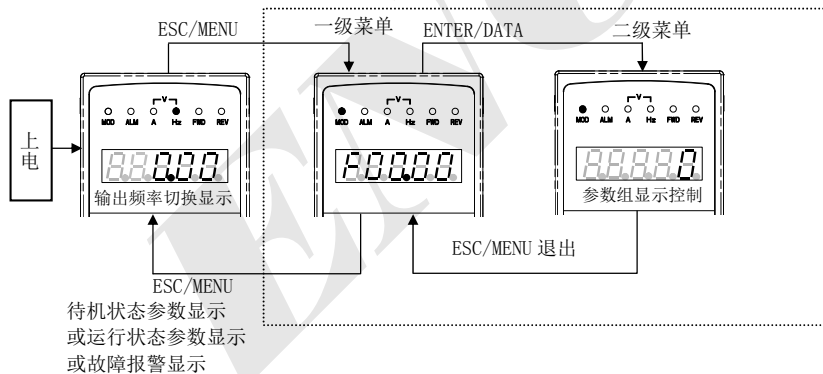 ESC/MENU
一级菜单
ENTER/DATA
二级菜单
上电
V
MOD ALM A Hz FWD REV
0.00
输出频率切换显示
V
MOD ALM A Hz FWD REV
F00.00
V
MOD ALM A Hz FWD REV
0
参数组显示控制
ESC/MENU
ESC/MENU 退出
待机状态参数显示
或运行状态参数显示
或故障报警显示